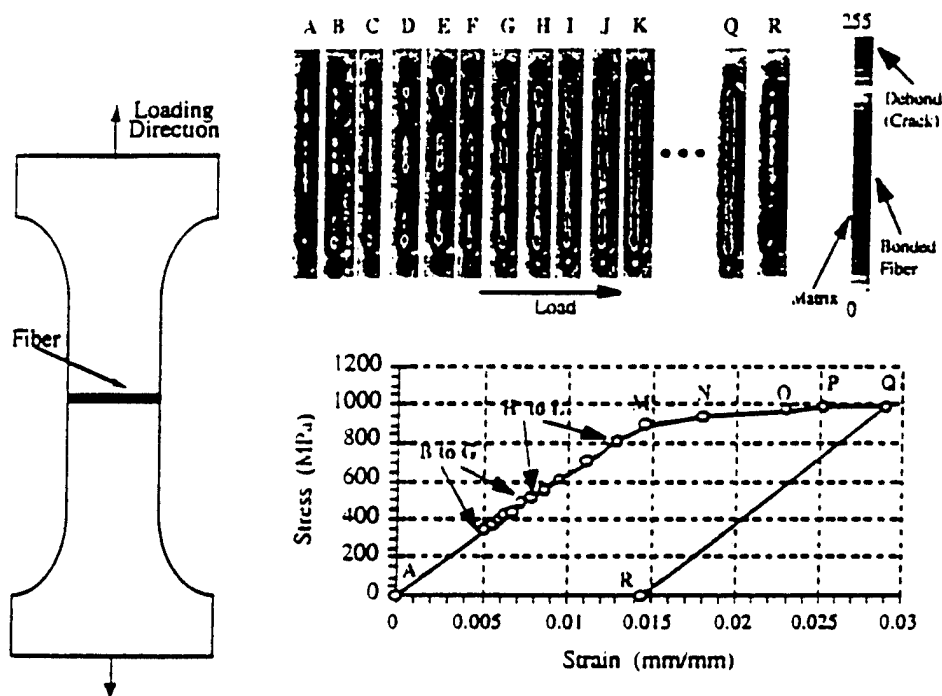 A B C D E F G H I J K Q R
255
Debond
(Crack)
Bonded
Fiber
Matrix
0
Load
Loading
Direction
Fiber
1200
1000
800
600
400
200
0
Stress (MPa)
A
B to G
H to L
M
N
O
P
Q
R
0 0.005 0.01 0.015 0.02 0.025 0.03
Strain (mm/mm)